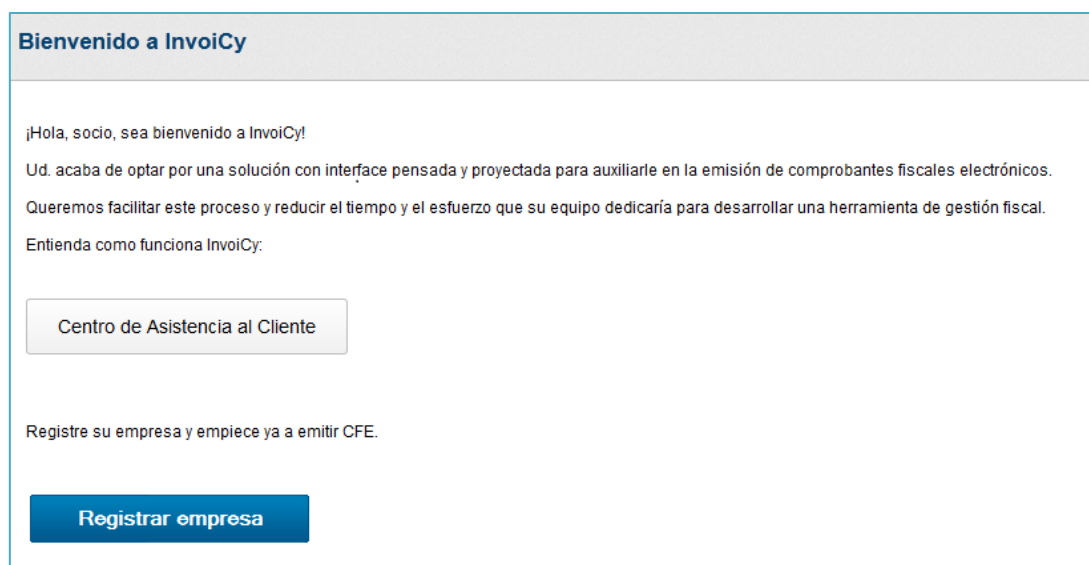 Bienvenido a InvoiCy
¡Hola, socio, sea bienvenido a InvoiCy!
Ud. acaba de optar por una solución con interface pensada y proyectada para auxiliarle en la emisión de comprobantes fiscales electrónicos.
Queremos facilitar este proceso y reducir el tiempo y el esfuerzo que su equipo dedicaría para desarrollar una herramienta de gestión fiscal.
Entienda como funciona InvoiCy:
Centro de Asistencia al Cliente
Registre su empresa y empiece ya a emitir CFE.
Registrar empresa